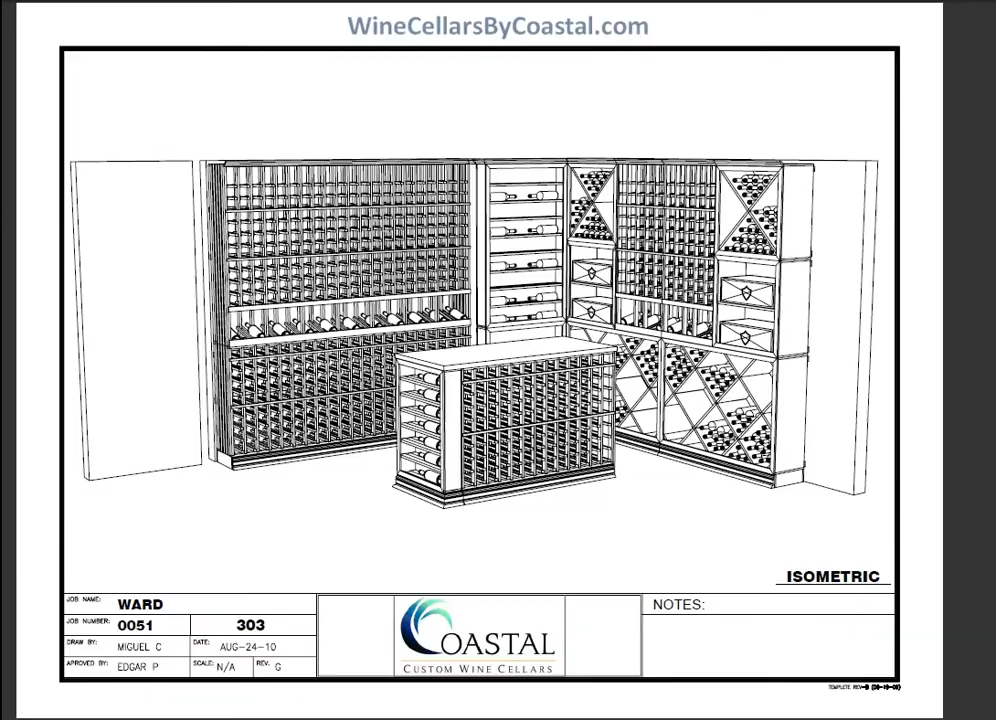 WineCellarsByCoastal.com
ISOMETRIC
JOB NAME: WARD
JOB NUMBER: 0051 303
DRAW BY: MIGUEL C DATE: AUG-24-10
APROVED BY: EDGAR P SCALE: N/A REV. G
COASTAL
CUSTOM WINE CELLARS
NOTES: